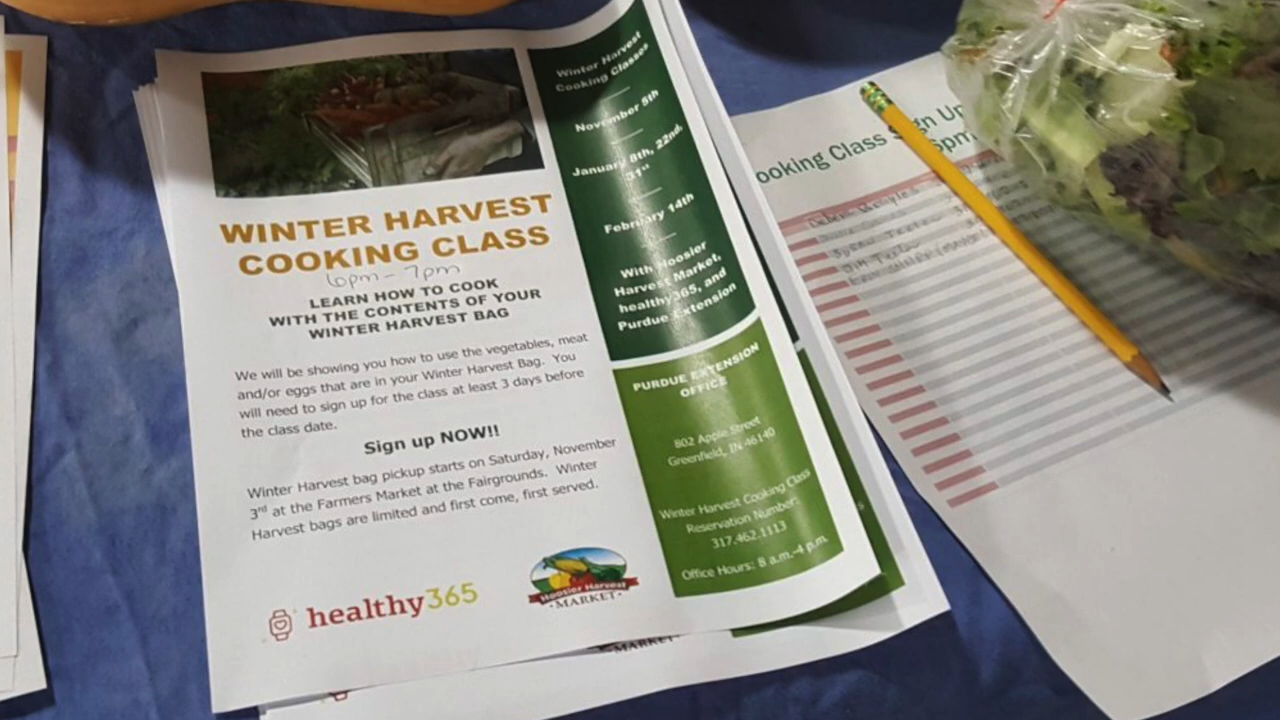 WINTER HARVEST
COOKING CLASS
6pm - 7pm
LEARN HOW TO COOK
WITH THE CONTENTS OF YOUR
WINTER HARVEST BAG
We will be showing you how to use the vegetables, meat
and/or eggs that are in your Winter Harvest Bag. You
will need to sign up for the class at least 3 days before
the class date.
Sign up NOW!!
Winter Harvest bag pickup starts on Saturday, November
3rd at the Farmers Market at the Fairgrounds. Winter
Harvest bags are limited and first come, first served.
healthy365
Hoosier Harvest
MARKET
Winter Harvest
Cooking Classes
November 8th
January 8th, 22nd,
31st
February 14th
With Hoosier
Harvest Market,
healthy365, and
Purdue Extension
PURDUE EXTENSION
OFFICE
802 Apple Street
Greenfield, IN 46140
Winter Harvest Cooking Class
Reservation Number:
317.462.1113
Office Hours: 8 a.m.-4 p.m.
MARKET
ooking Class Sign Up
pm